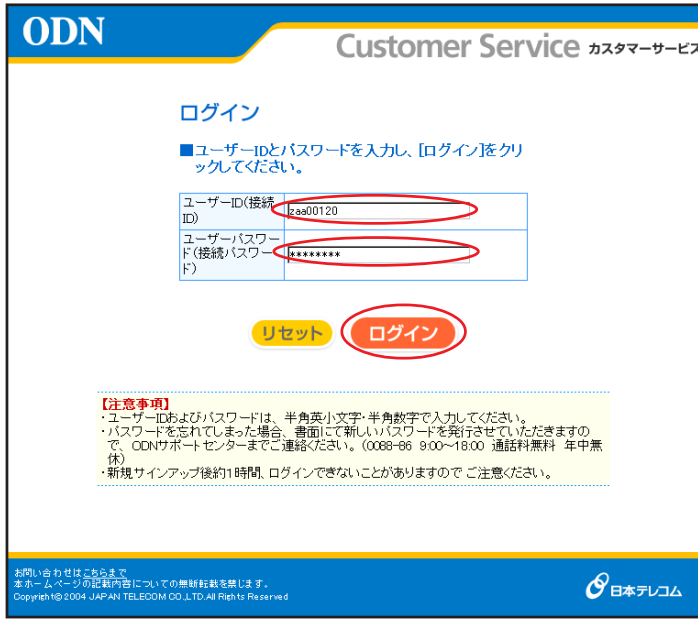 ODN
Customer Service カスタマーサービス
ログイン
■ユーザーIDとパスワードを入力し、[ログイン]をクリ
ックしてください。
ユーザーID(接続
ID)
zaa00120
ユーザーパスワー
ド(接続パスワー
ド)
********
リセット
ログイン
【注意事項】
・ユーザーIDおよびパスワードは、半角英小文字・半角数字で入力してください。
・パスワードを忘れてしまった場合、書面にて新しいパスワードを発行させていただきますの
で、ODNサポートセンターまでご連絡ください。(0088-86 9:00～18:00 通話料無料 年中無
休)
・新規サインアップ後約1時間、ログインできないことがありますので ご注意ください。
お問い合わせはこちらまで
本ホームページの記載内容についての無断転載を禁じます。
Copyright©2004 JAPAN TELECOM CO.,LTD.All Rights Reserved
日本テレコム